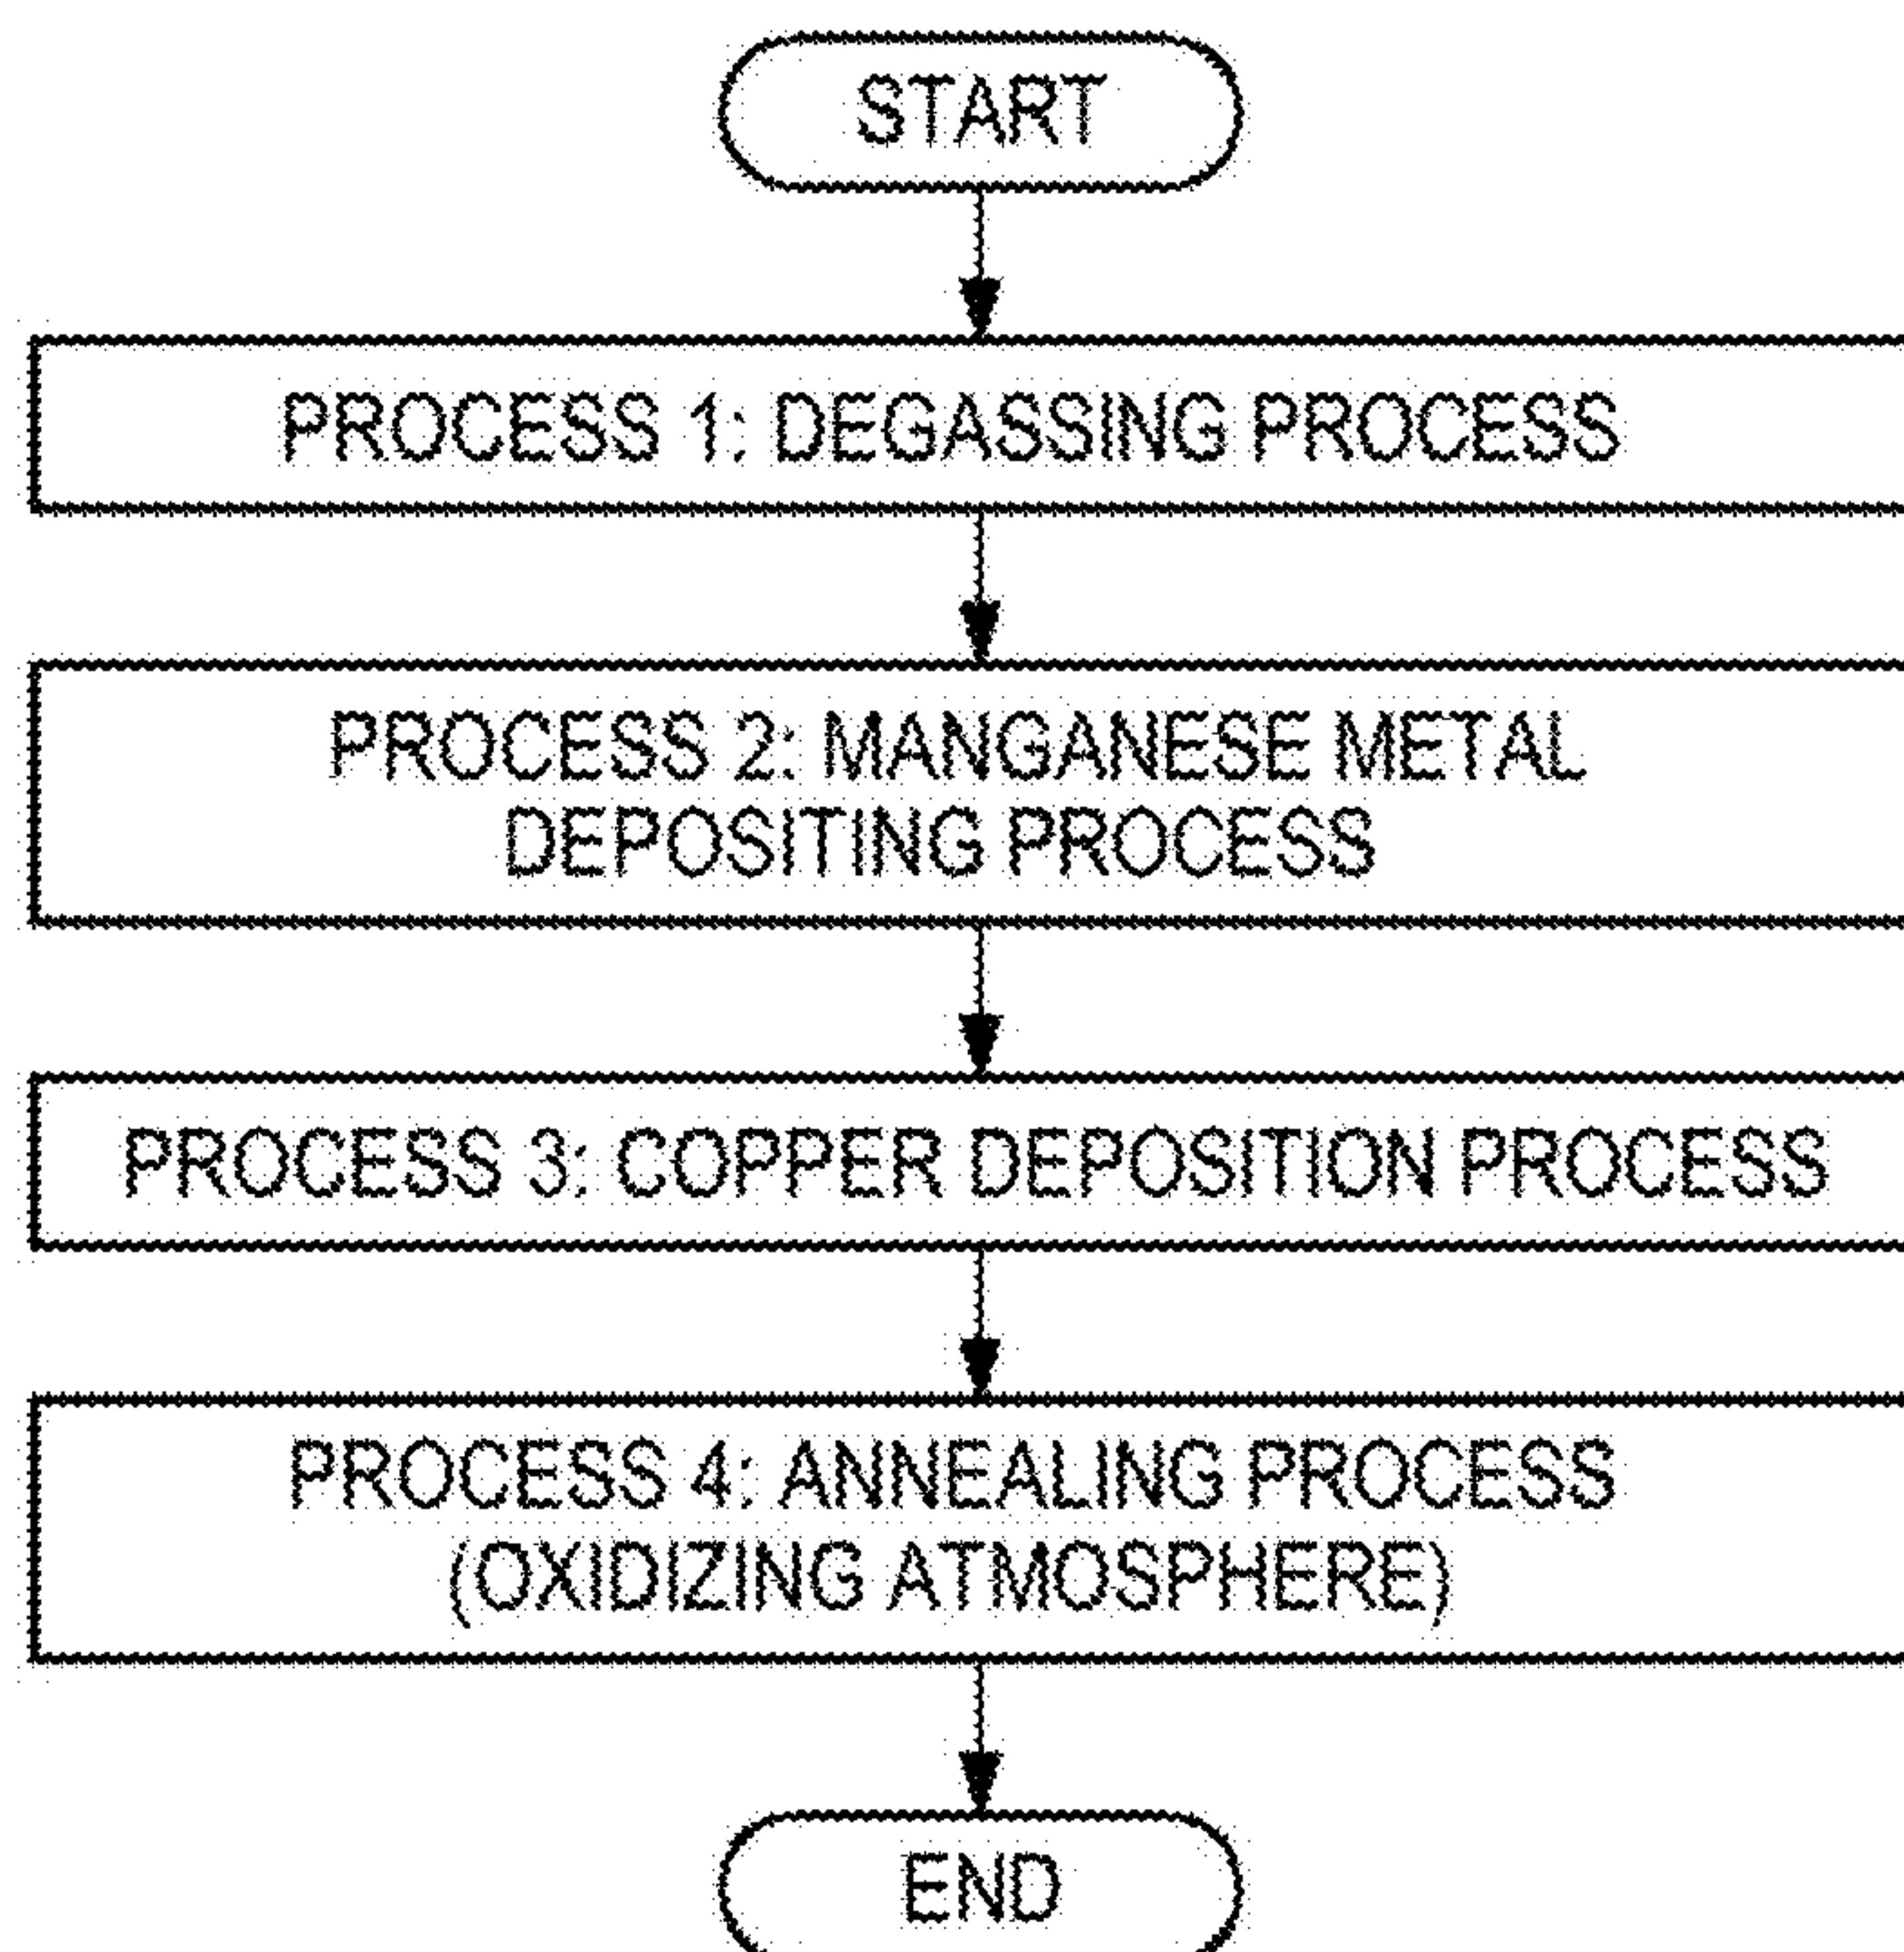 START
PROCESS 1: DEGASSING PROCESS
PROCESS 2: MANGANESE METAL
DEPOSITING PROCESS
PROCESS 3: COPPER DEPOSITION PROCESS
PROCESS 4: ANNEALING PROCESS
(OXIDIZING ATMOSPHERE)
END